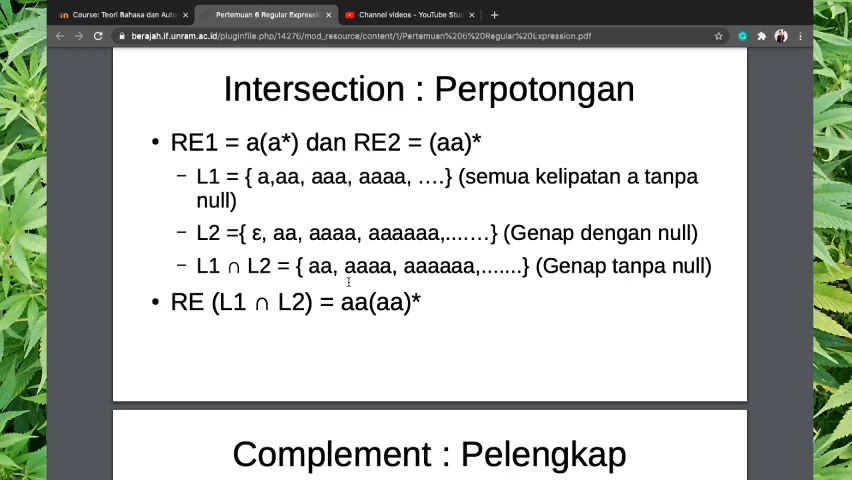 Course: Teori Bahasa dan Auto
Pertemuan 6 Regular Expressi
Channel videos - YouTube Stud
berajah.if.unram.ac.id/pluginfile.php/14276/mod_resource/content/1/Pertemuan%206%20Regular%20Expression.pdf
Intersection : Perpotongan
• RE1 = a(a*) dan RE2 = (aa)*
– L1 = { a,aa, aaa, aaaa, ….} (semua kelipatan a tanpa
null)
– L2 ={ ε, aa, aaaa, aaaaaa,....…} (Genap dengan null)
– L1 ∩ L2 = { aa, aaaa, aaaaaa,.......} (Genap tanpa null)
• RE (L1 ∩ L2) = aa(aa)*
Complement : Pelengkap